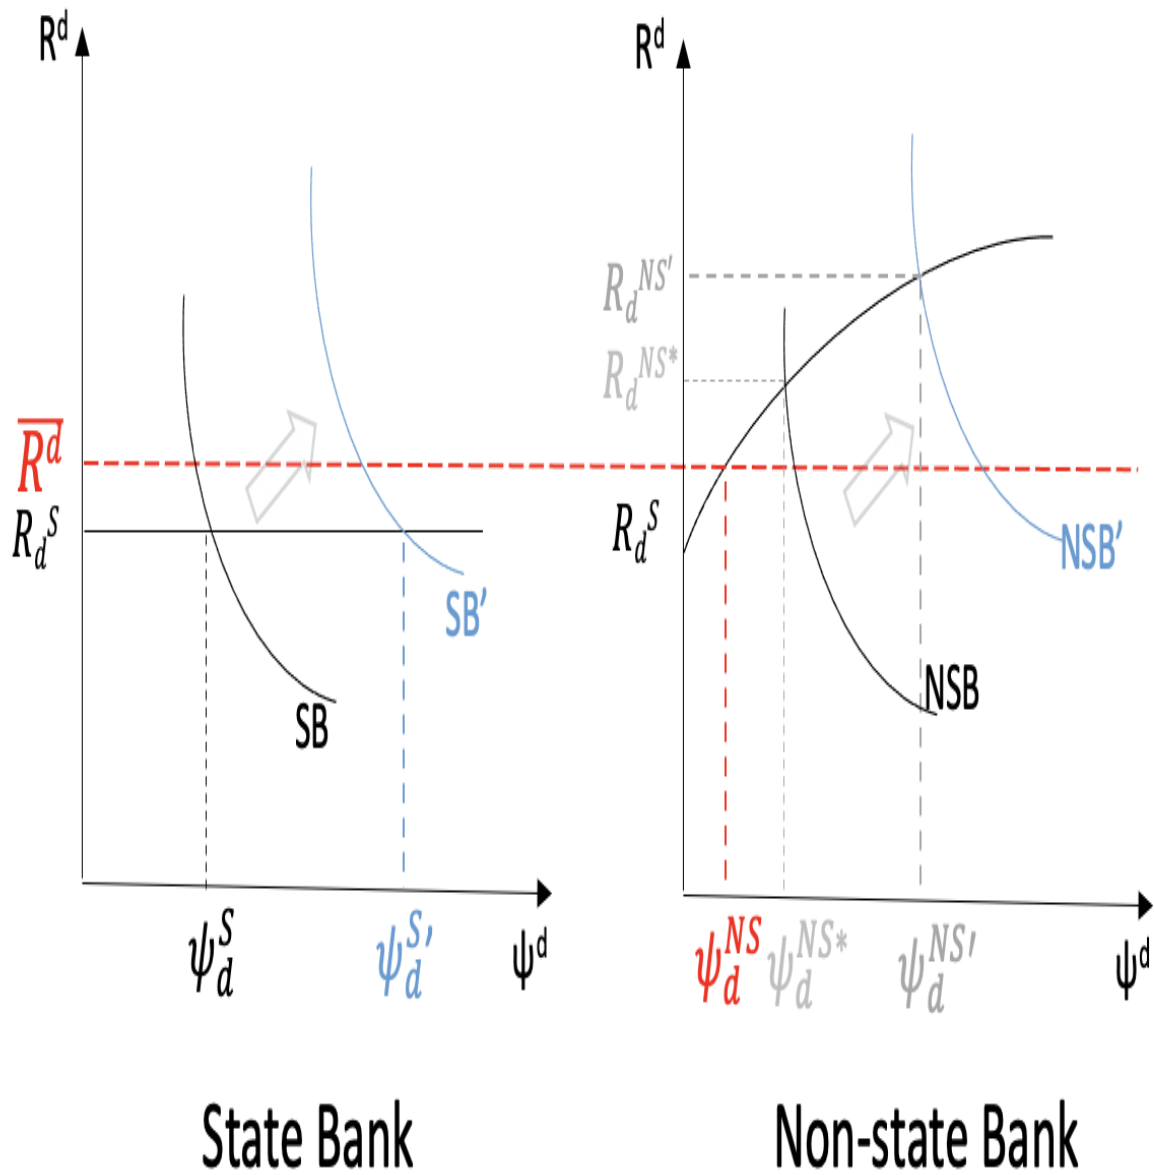 R^d
\overline{R^d}
R_d^S
SB
SB′
ψ_d^S
ψ_d^{S′}
ψ^d
State Bank
R^d
R_d^{NS′}
R_d^{NS*}
R_d^S
NSB′
NSB
ψ_d^{NS}
ψ_d^{NS*}
ψ_d^{NS′}
ψ^d
Non-state Bank